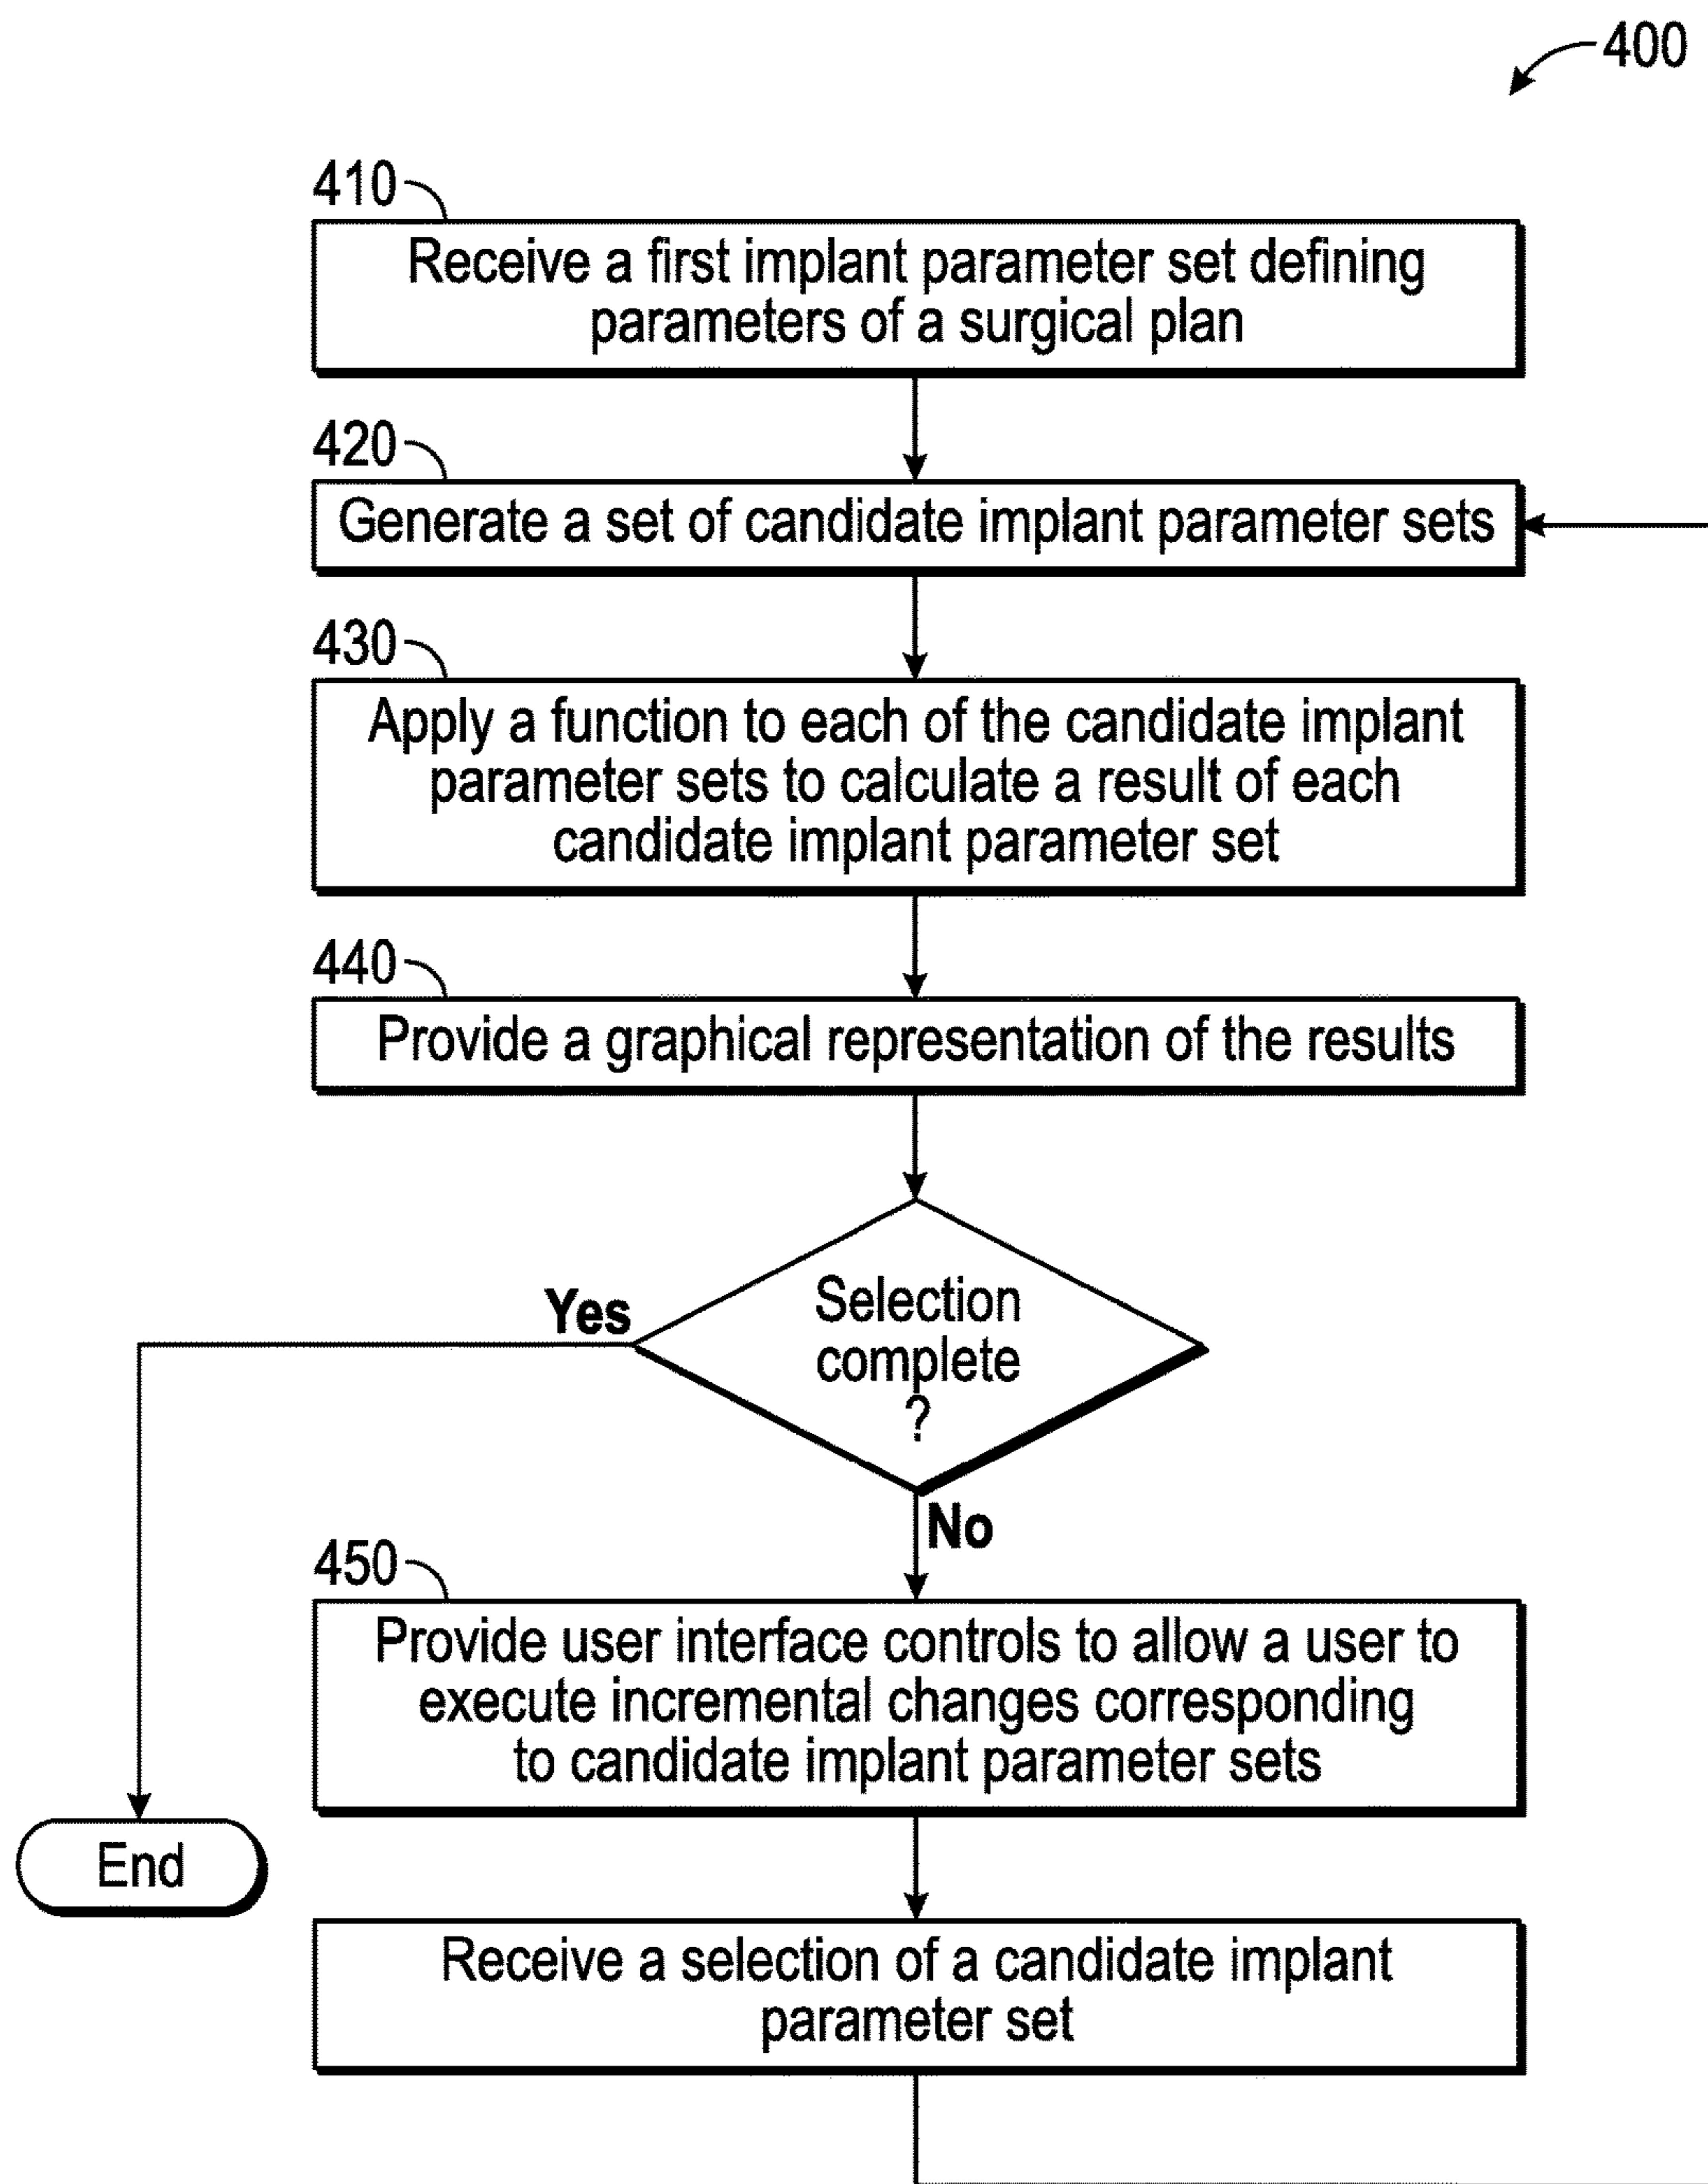 400
410
Receive a first implant parameter set defining
parameters of a surgical plan
420
Generate a set of candidate implant parameter sets
430
Apply a function to each of the candidate implant
parameter sets to calculate a result of each
candidate implant parameter set
440
Provide a graphical representation of the results
Yes
Selection
complete
?
No
450
Provide user interface controls to allow a user to
execute incremental changes corresponding
to candidate implant parameter sets
End
Receive a selection of a candidate implant
parameter set